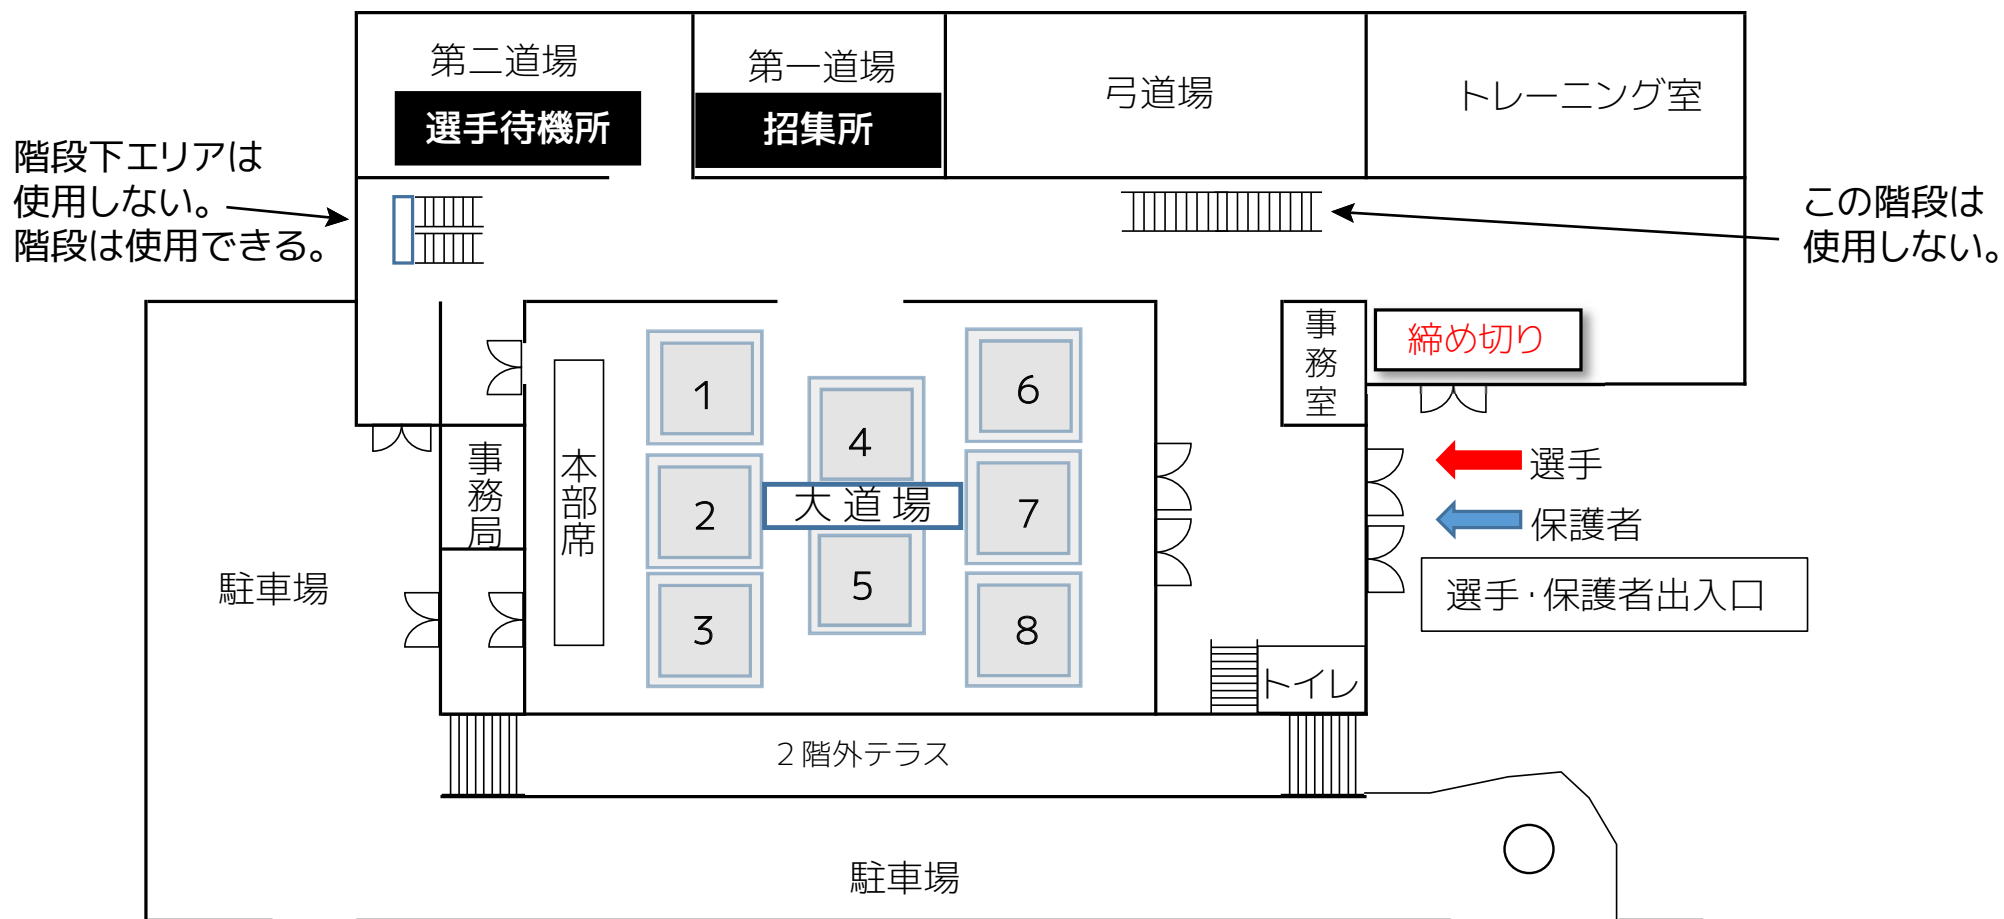 第二道場
選手待機所
第一道場
招集所
弓道場
トレーニング室
階段下エリアは
使用しない。
階段は使用できる。
この階段は
使用しない。
事務室
締め切り
1
2
3
4
5
6
7
8
大道場
本部席
事務局
選手
保護者
選手・保護者出入口
駐車場
トイレ
2階外テラス
駐車場